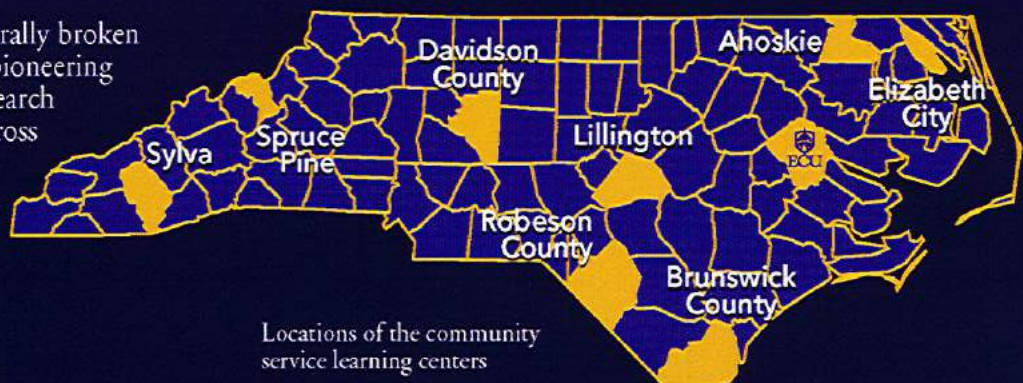 rally broken
pioneering
earch
ross
Davidson
County
Ahoskie
Elizabeth
City
Sylva
Spruce
Pine
Lillington
ECU
Robeson
County
Brunswick
County
Locations of the community
service learning centers